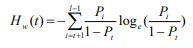 H_w(t) = -\sum_{i=t+1}^{l-1} \frac{P_i}{1-P_t} \log_e\left(\frac{P_i}{1-P_t}\right)